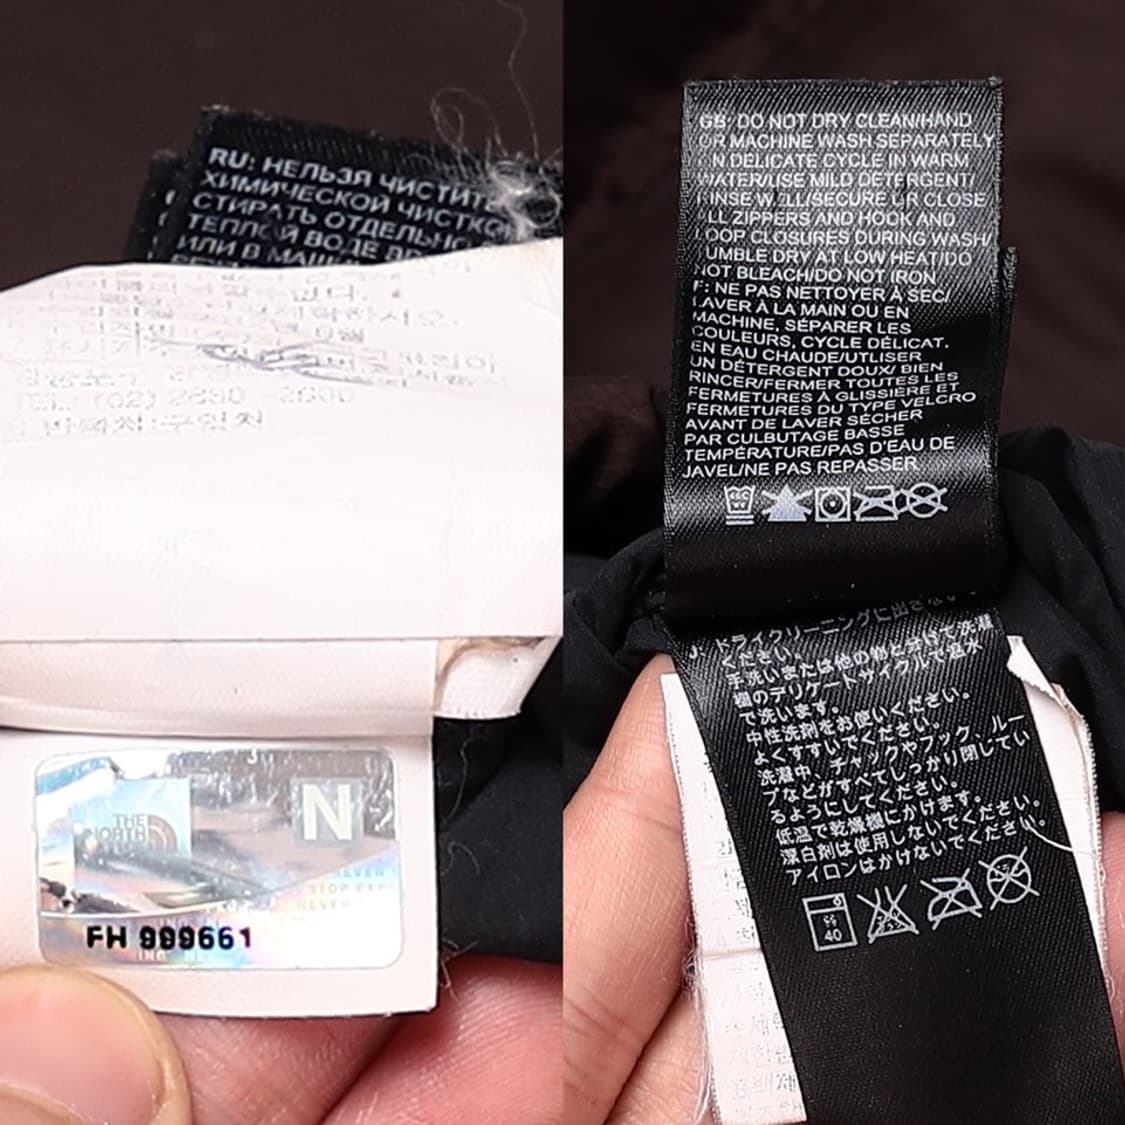 RU: НЕЛЬЗЯ ЧИСТИТ
ХИМИЧЕСКОЙ ЧИСТКО
СТИРАТЬ ОТДЕЛЬНО
ТЕПЛОЙ ВОДЕ
ИЛИ В МАШИ
TEL: (02)
THE
NORTH
N
NEVER
STOP EXP
NEVER
FH 999661
GB: DO NOT DRY CLEAN/HAND
OR MACHINE WASH SEPARATELY
N DELICATE CYCLE IN WARM
WATER/USE MILD DETERGENT/
INSE WELL/SECURE OR CLOSE
LL ZIPPERS AND HOOK AND
OOP CLOSURES DURING WASH/
UMBLE DRY AT LOW HEAT/DO
NOT BLEACH/DO NOT IRON
F: NE PAS NETTOYER À SEC/
LAVER À LA MAIN OU EN
MACHINE, SÉPARER LES
COULEURS, CYCLE DÉLICAT,
EN EAU CHAUDE/UTLISER
UN DÉTERGENT DOUX/ BIEN
RINCER/FERMER TOUTES LES
FERMETURES À GLISSIÈRE ET
FERMETURES DU TYPE VELCRO
AVANT DE LAVER SÉCHER
PAR CULBUTAGE BASSE
TEMPÉRATURE/PAS D'EAU DE
JAVEL/NE PAS REPASSER
J: ドライクリーニングに出さな
ください。
手洗いまたは他の物と分けて洗濯
機のデリケートサイクルで温水
で洗います。
中性洗剤をお使いください。
よくすすいでください。
洗濯中、チャックやフック、ルー
プなどがすべてしっかり閉してい
るようにしてください。
低温で乾燥機にかけます。
漂白剤は使用しないでください。
アイロンはかけないでください。
40